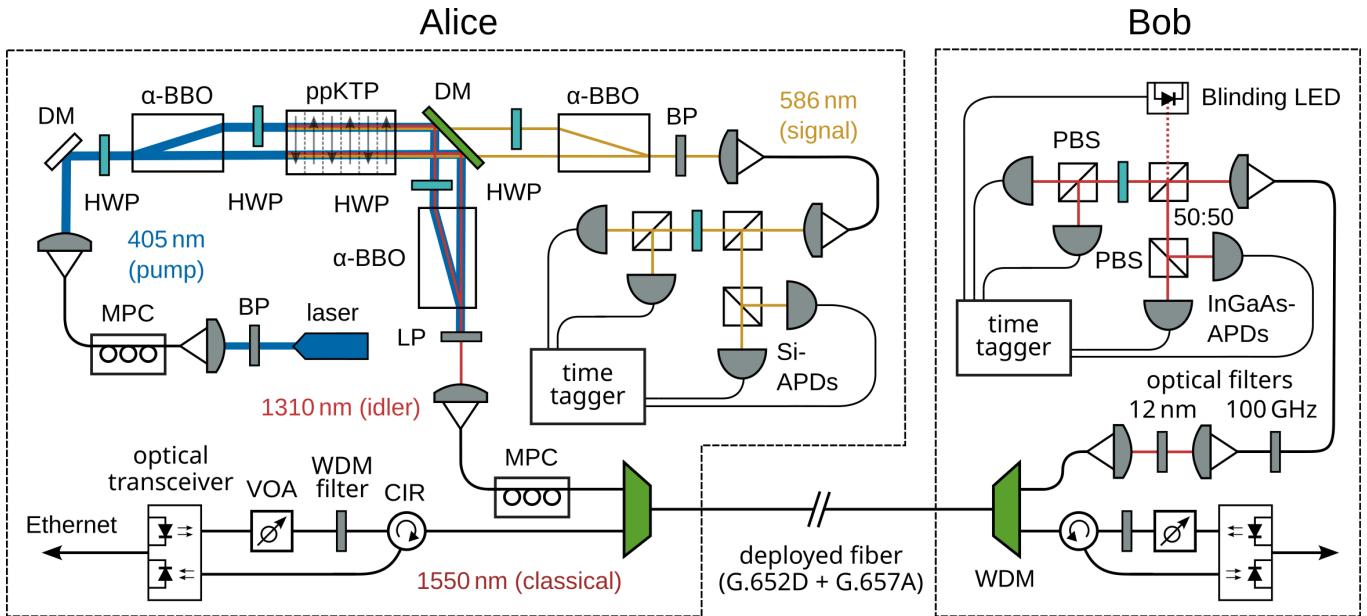 Alice
Bob
DM
α-BBO
ppKTP
DM
α-BBO
BP
586 nm
(signal)
HWP
HWP
HWP
HWP
405 nm
(pump)
α-BBO
MPC
BP
laser
LP
1310 nm (idler)
time
tagger
Si-
APDs
optical
transceiver
VOA
WDM
filter
CIR
MPC
Ethernet
1550 nm (classical)
deployed fiber
(G.652D + G.657A)
Blinding LED
PBS
50:50
PBS
InGaAs-
APDs
time
tagger
optical filters
12 nm
100 GHz
WDM